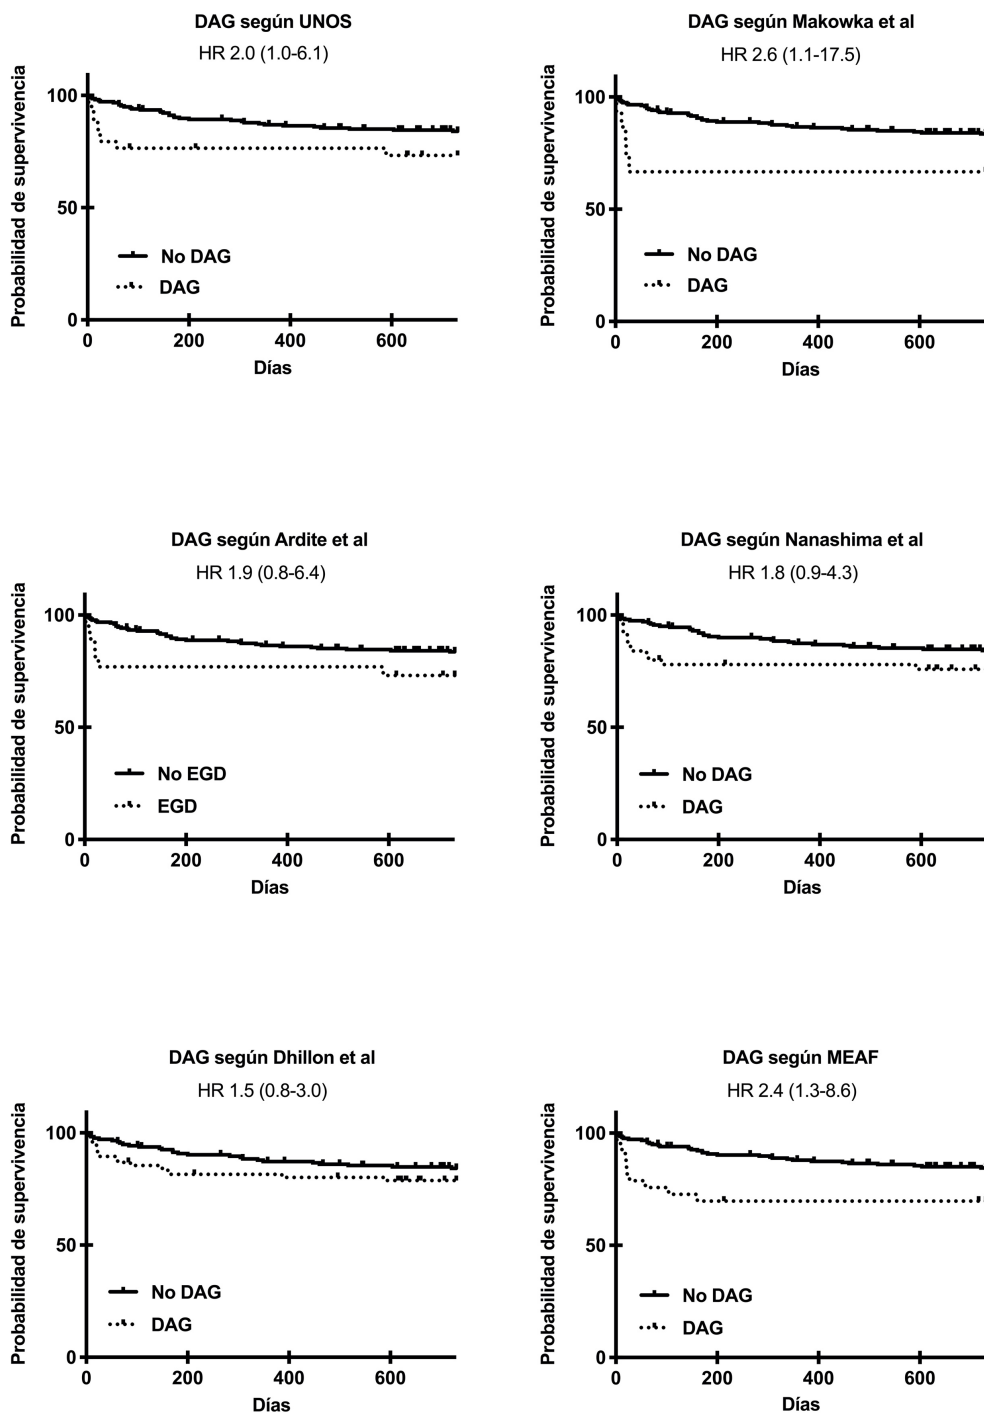 DAG según UNOS
HR 2.0 (1.0-6.1)
Probabilidad de supervivencia
100
50
0
No DAG
DAG
0 200 400 600
Días
DAG según Makowka et al
HR 2.6 (1.1-17.5)
Probabilidad de supervivencia
100
50
0
No DAG
DAG
0 200 400 600
Días
DAG según Ardite et al
HR 1.9 (0.8-6.4)
Probabilidad de supervivencia
100
50
0
No EGD
EGD
0 200 400 600
Días
DAG según Nanashima et al
HR 1.8 (0.9-4.3)
Probabilidad de supervivencia
100
50
0
No DAG
DAG
0 200 400 600
Días
DAG según Dhillon et al
HR 1.5 (0.8-3.0)
Probabilidad de supervivencia
100
50
0
No DAG
DAG
0 200 400 600
Días
DAG según MEAF
HR 2.4 (1.3-8.6)
Probabilidad de supervivencia
100
50
0
No DAG
DAG
0 200 400 600
Días